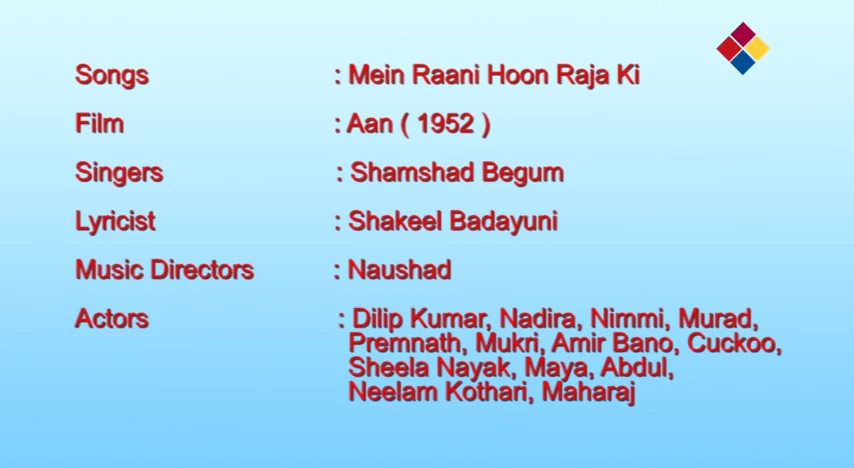 Songs : Mein Raani Hoon Raja Ki
Film : Aan ( 1952 )
Singers : Shamshad Begum
Lyricist : Shakeel Badayuni
Music Directors : Naushad
Actors : Dilip Kumar, Nadira, Nimmi, Murad,
Premnath, Mukri, Amir Bano, Cuckoo,
Sheela Nayak, Maya, Abdul,
Neelam Kothari, Maharaj